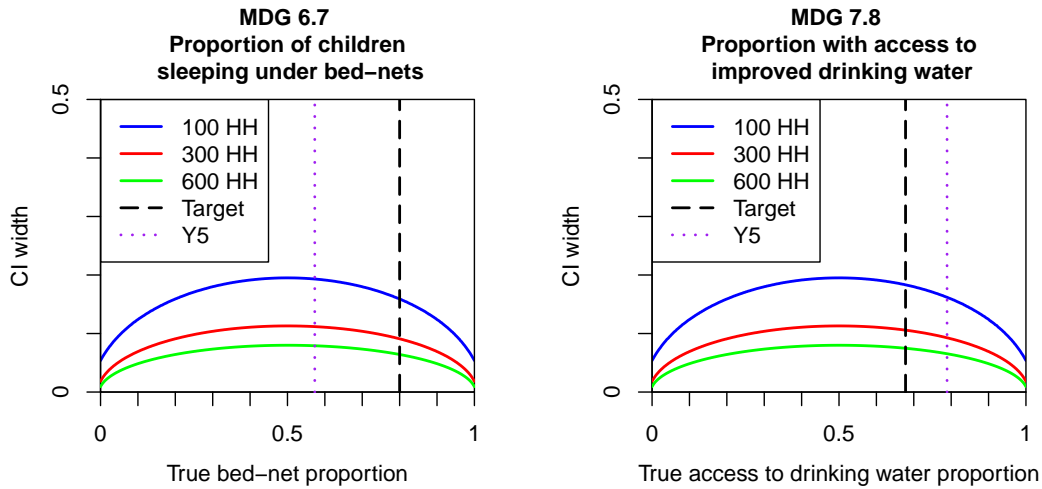 MDG 6.7
Proportion of children
sleeping under bed−nets
0.5
0
CI width
100 HH
300 HH
600 HH
Target
Y5
0
0.5
1
True bed−net proportion
MDG 7.8
Proportion with access to
improved drinking water
0.5
0
CI width
100 HH
300 HH
600 HH
Target
Y5
0
0.5
1
True access to drinking water proportion